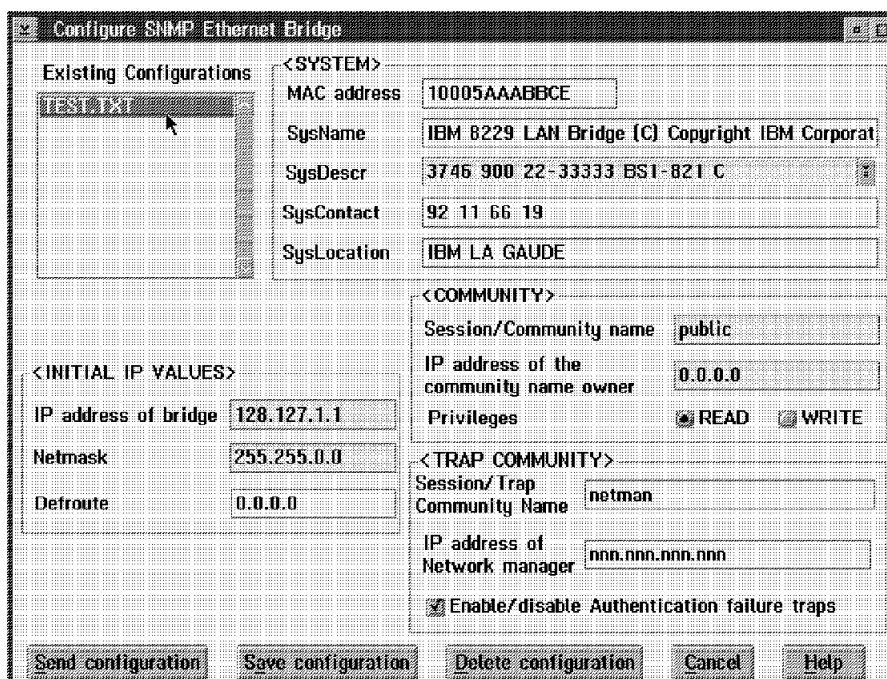 Configure SNMP Ethernet Bridge
Existing Configurations
TEST.TXT
<SYSTEM>
MAC address 10005AAABBCE
SysName IBM 8229 LAN Bridge (C) Copyright IBM Corporat
SysDescr 3746 900 22-33333 BS1-821 C
SysContact 92 11 66 19
SysLocation IBM LA GAUDE
<COMMUNITY>
Session/Community name public
IP address of the
community name owner 0.0.0.0
Privileges READ WRITE
<INITIAL IP VALUES>
IP address of bridge 128.127.1.1
Netmask 255.255.0.0
Defroute 0.0.0.0
<TRAP COMMUNITY>
Session/Trap
Community Name netman
IP address of
Network manager nnn.nnn.nnn.nnn
Enable/disable Authentication failure traps
Send configuration Save configuration Delete configuration Cancel Help